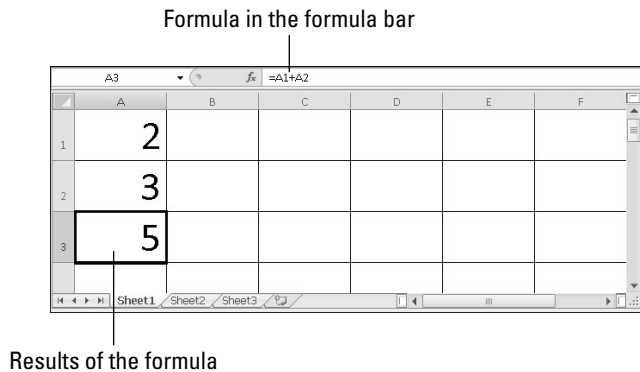 Formula in the formula bar
A3 fx =A1+A2
A B C D E F
1 2
2 3
3 5
Sheet1 Sheet2 Sheet3
Results of the formula